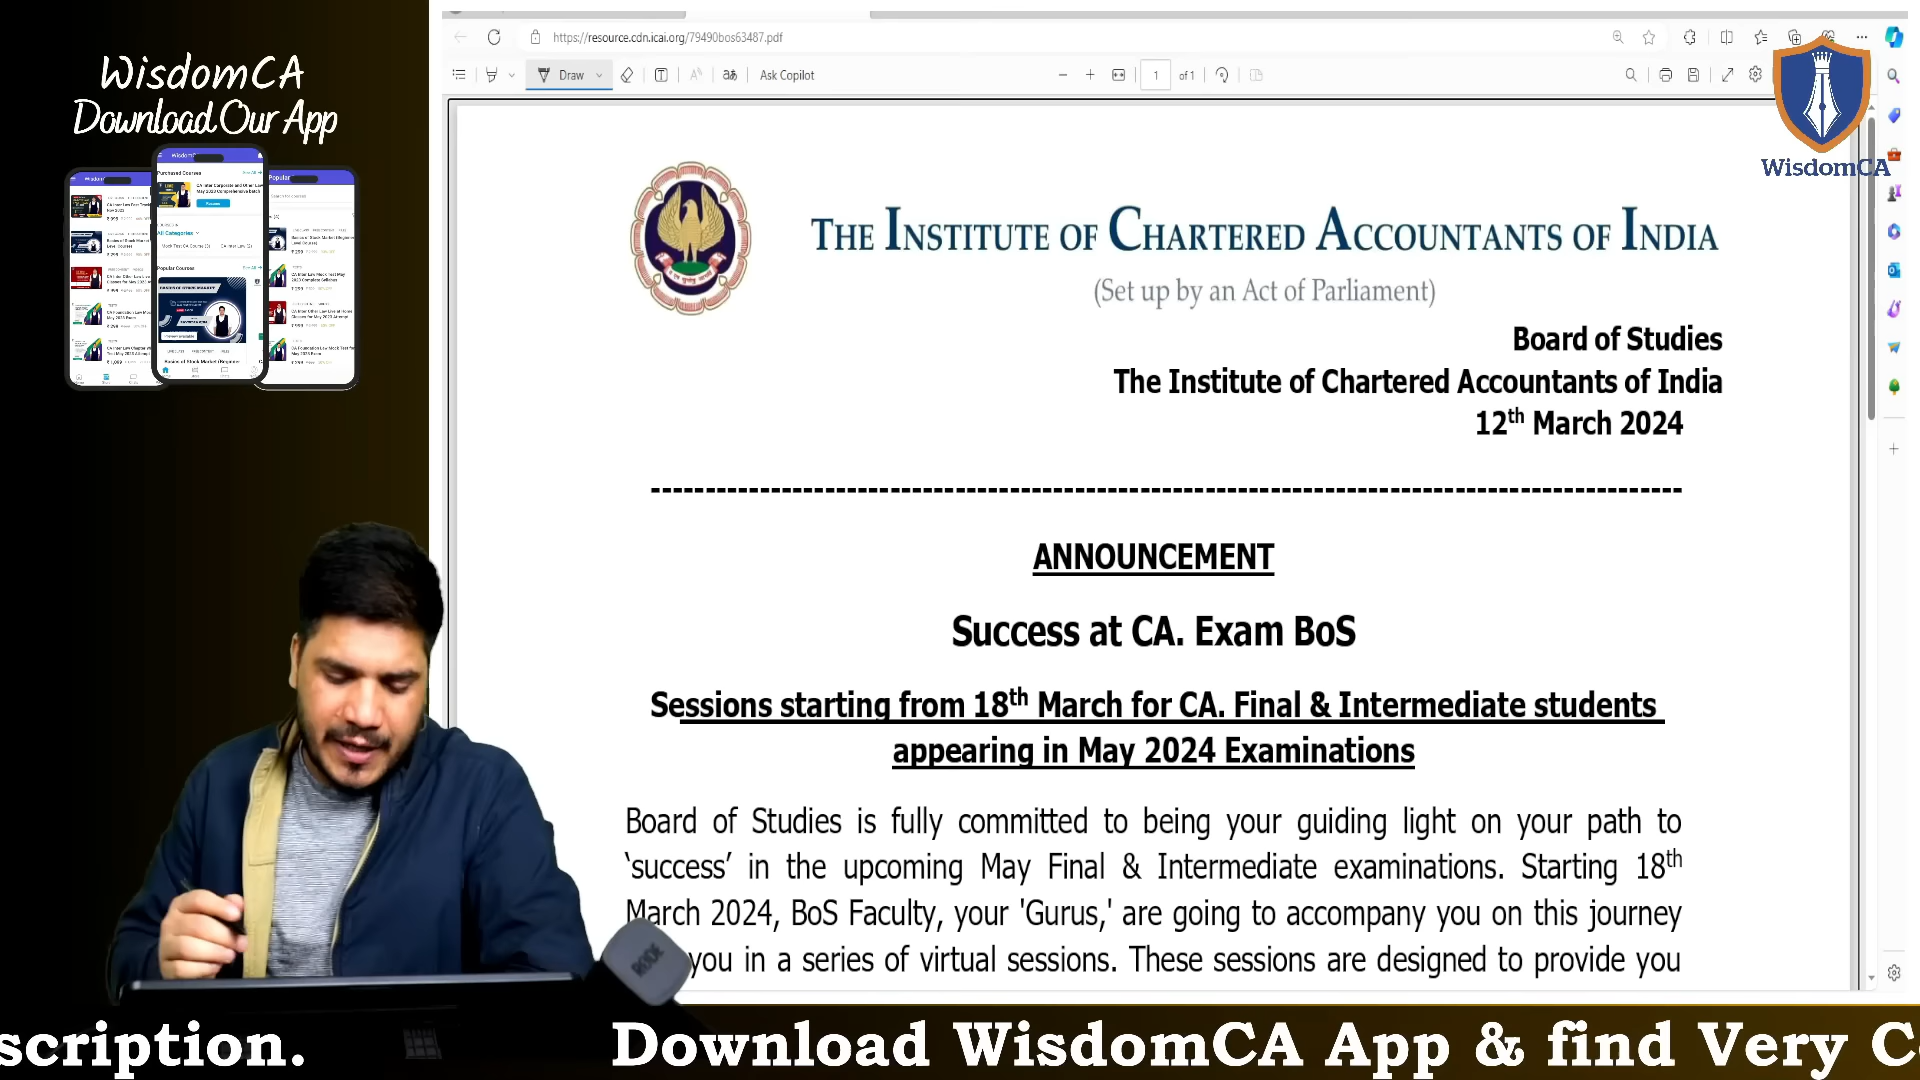 WisdomCA
Download Our App
https://resource.cdn.icai.org/79490bos63487.pdf
Draw
Ask Copilot
1 of 1
WisdomCA
THE INSTITUTE OF CHARTERED ACCOUNTANTS OF INDIA
(Set up by an Act of Parliament)
Board of Studies
The Institute of Chartered Accountants of India
12th March 2024
ANNOUNCEMENT
Success at CA. Exam BoS
Sessions starting from 18th March for CA. Final & Intermediate students
appearing in May 2024 Examinations
Board of Studies is fully committed to being your guiding light on your path to
‘success’ in the upcoming May Final & Intermediate examinations. Starting 18th
March 2024, BoS Faculty, your 'Gurus,' are going to accompany you on this journey
you in a series of virtual sessions. These sessions are designed to provide you
RODE
scription. Download WisdomCA App & find Very